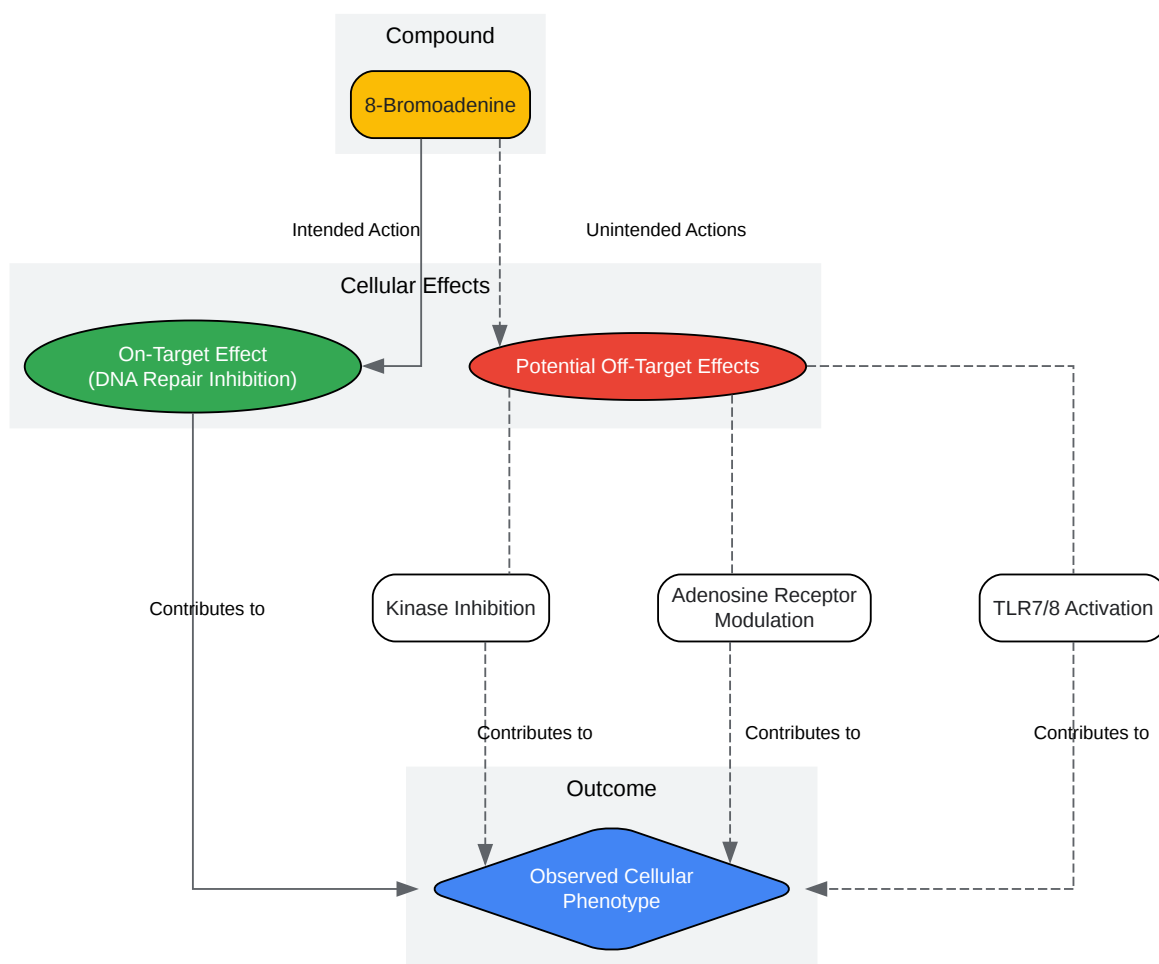 Compound
8-Bromoadenine
Intended Action
Unintended Actions
Cellular Effects
On-Target Effect
(DNA Repair Inhibition)
Potential Off-Target Effects
Contributes to
Kinase Inhibition
Adenosine Receptor
Modulation
TLR7/8 Activation
Contributes to
Contributes to
Contributes to
Outcome
Observed Cellular
Phenotype